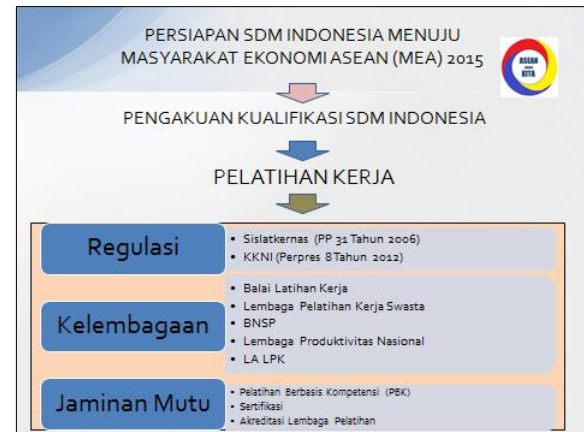 PERSIAPAN SDM INDONESIA MENUJU
MASYARAKAT EKONOMI ASEAN (MEA) 2015
ASEAN
KITA
PENGAKUAN KUALIFIKASI SDM INDONESIA
PELATIHAN KERJA
Regulasi
• Sislatkernas (PP 31 Tahun 2006)
• KKNI (Perpres 8 Tahun 2012)
Kelembagaan
• Balai Latihan Kerja
• Lembaga Pelatihan Kerja Swasta
• BNSP
• Lembaga Produktivitas Nasional
• LA LPK
Jaminan Mutu
• Pelatihan Berbasis Kompetensi (PBK)
• Sertifikasi
• Akreditasi Lembaga Pelatihan